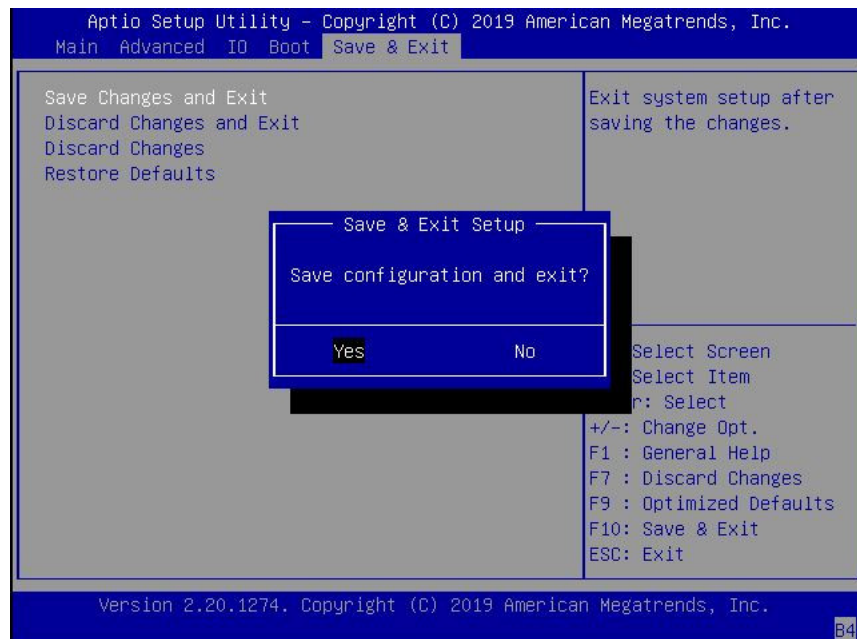 Aptio Setup Utility – Copyright (C) 2019 American Megatrends, Inc.
Main Advanced IO Boot Save & Exit
Save Changes and Exit
Discard Changes and Exit
Discard Changes
Restore Defaults
Exit system setup after
saving the changes.
Save & Exit Setup
Save configuration and exit?
Yes No
Select Screen
Select Item
r: Select
+/-: Change Opt.
F1 : General Help
F7 : Discard Changes
F9 : Optimized Defaults
F10: Save & Exit
ESC: Exit
Version 2.20.1274. Copyright (C) 2019 American Megatrends, Inc.
B4